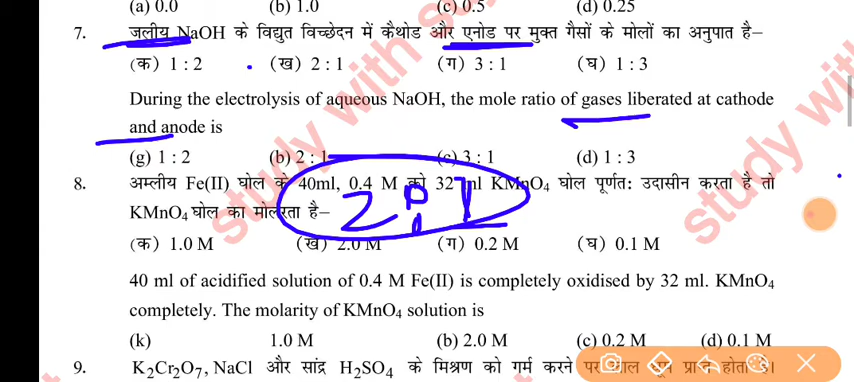 (a) 0.0 (b) 1.0 (c) 0.5 (d) 0.25
7. जलीय NaOH के विद्युत विच्छेदन में कैथोड और एनोड पर मुक्त गैसों के मोलों का अनुपात है–
(क) 1 : 2 (ख) 2 : 1 (ग) 3 : 1 (घ) 1 : 3
During the electrolysis of aqueous NaOH, the mole ratio of gases liberated at cathode
and anode is
(g) 1 : 2 (b) 2 : 1 (c) 3 : 1 (d) 1 : 3
8. अम्लीय Fe(II) घोल के 40ml, 0.4 M को 32 ml KMnO₄ घोल पूर्णत: उदासीन करता है तो
KMnO₄ घोल का मोलरता है–
2 : 1
(क) 1.0 M (ख) 2.0 M (ग) 0.2 M (घ) 0.1 M
40 ml of acidified solution of 0.4 M Fe(II) is completely oxidised by 32 ml. KMnO₄
completely. The molarity of KMnO₄ solution is
(k) 1.0 M (b) 2.0 M (c) 0.2 M (d) 0.1 M
9. K₂Cr₂O₇, NaCl और सांद्र H₂SO₄ के मिश्रण को गर्म करने पर
study with
study with
study with